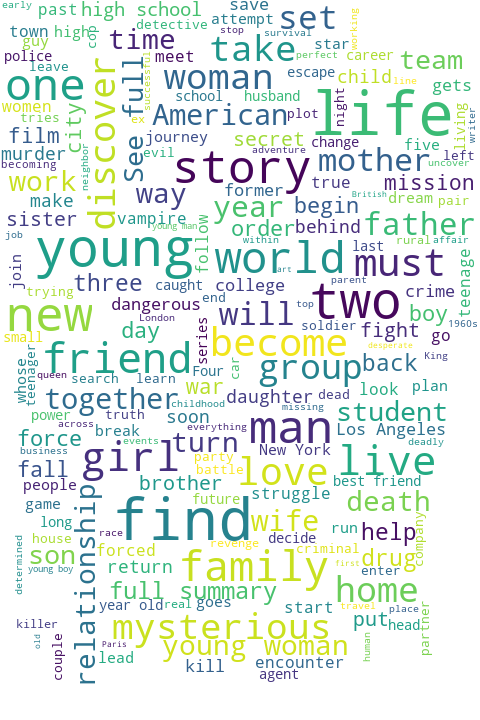 early
past
high school
attempt
save
set
detective
star
career
working
town
guy
high
cop
time
meet
stop
survival
perfect
line
police
leave
see full
successful
take
escape
team
one
women
tries
school
husband
child
gets
woman
American
plot
night
life
living
writer
film
city
discover
ex
journey
secret
change
five
uncover
murder
becoming
neighbor
evil
adventure
true
mother
left
work
story
former
dream
pair
mission
make
way
year
begin
British
sister
vampire
young man
follow
order
behind
father
job
young
within
world
last
rural
affair
teenage
join
three
caught
art
must
trying
dangerous
college
parent
two
crime
new
London
end
will
top
boy
small
day
series
soldier
fight
go
1960s
whose
teenager
friend
become
King
desperate
queen
search
learn
Four
car
group
back
together
childhood
war
daughter
dead
look
plan
power
truth
soon
missing
student
across
break
everything
man
Los Angeles
force
turn
deadly
business
events
girl
New York
live
fall
party
love
best friend
people
brother
battle
struggle
death
game
future
find
wife
run
long
race
decide
help
company
house
relationship
forced
revenge
criminal
drug
determined
son
return
family
enter
first
young boy
full summary
home
year old
real
goes
start
travel
place
mysterious
put
head
partner
killer
old
couple
Paris
lead
young woman
kill
encounter
human
agent